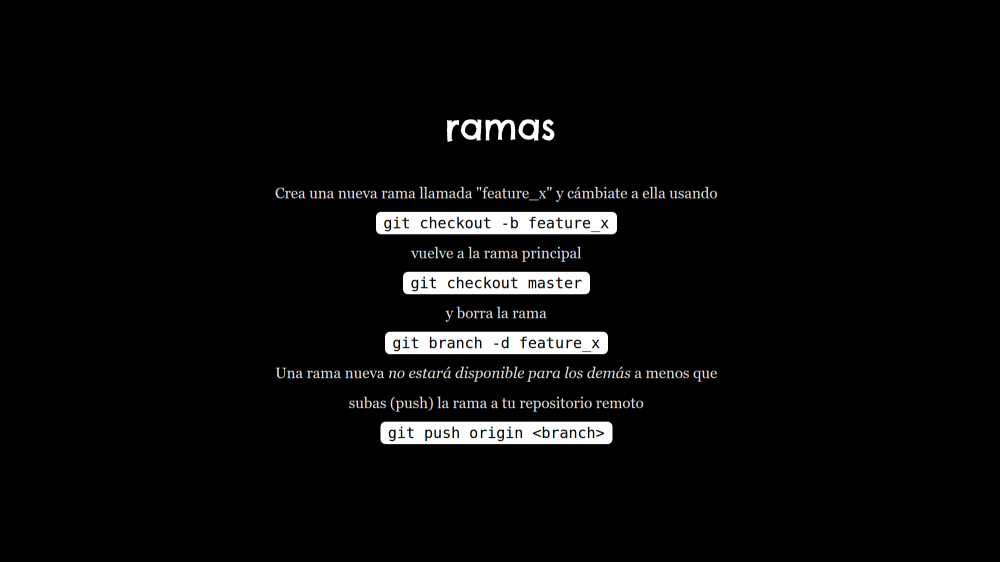 ramas
Crea una nueva rama llamada "feature_x" y cámbiate a ella usando
git checkout -b feature_x
vuelve a la rama principal
git checkout master
y borra la rama
git branch -d feature_x
Una rama nueva no estará disponible para los demás a menos que
subas (push) la rama a tu repositorio remoto
git push origin <branch>